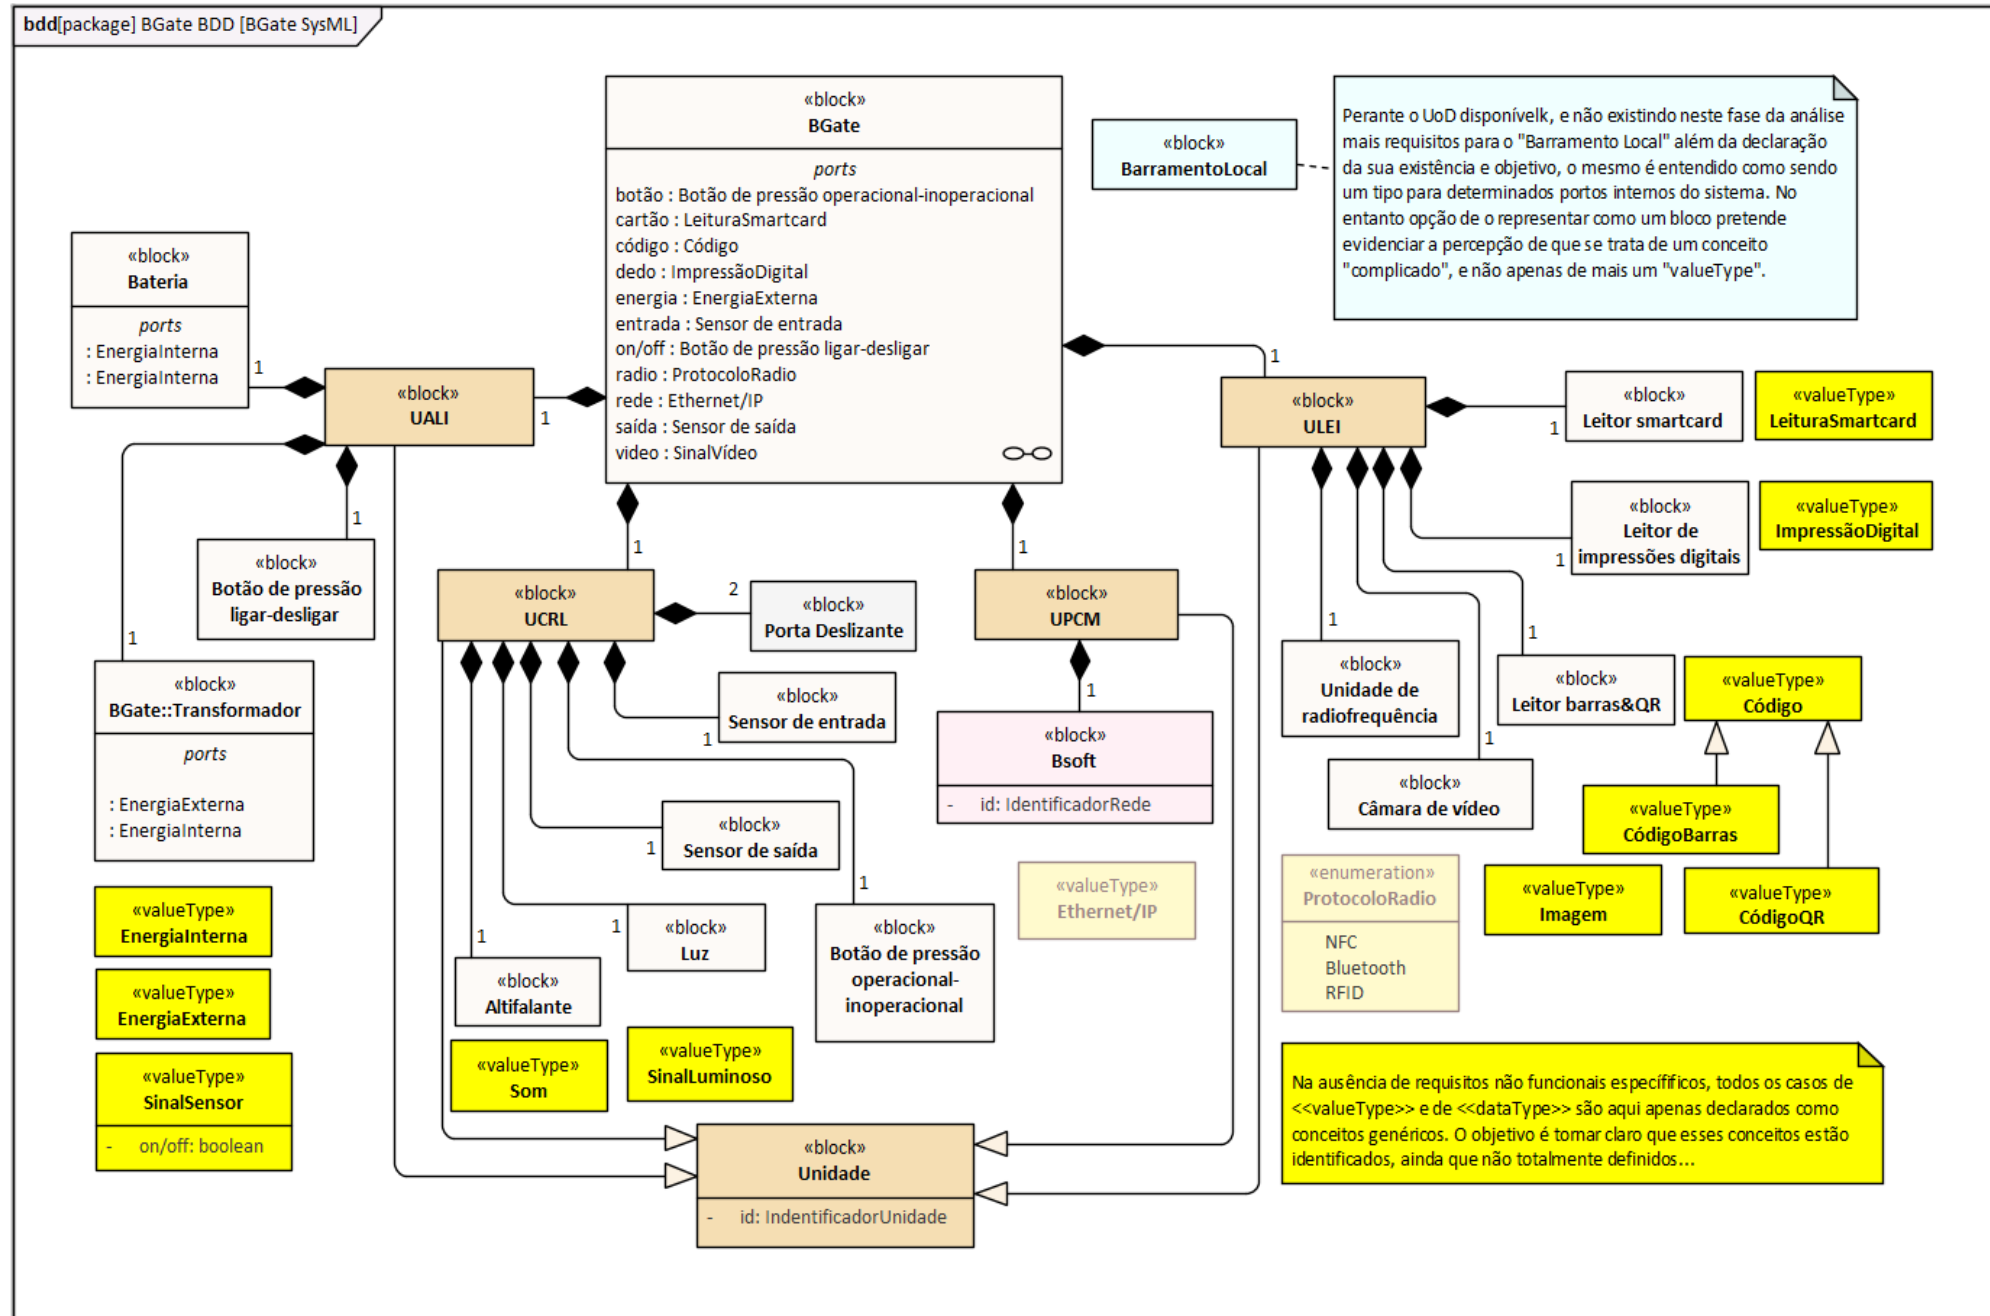 bdd[package] BGate BDD [BGate SysML]
«block»
BGate
ports
botão : Botão de pressão operacional-inoperacional
cartão : LeituraSmartcard
código : Código
dedo : ImpressãoDigital
energia : EnergiaExterna
entrada : Sensor de entrada
on/off : Botão de pressão ligar-desligar
radio : ProtocoloRadio
rede : Ethernet/IP
saída : Sensor de saída
video : SinalVídeo
«block»
BarramentoLocal
Perante o UoD disponívelk, e não existindo neste fase da análise
mais requisitos para o "Barramento Local" além da declaração
da sua existência e objetivo, o mesmo é entendido como sendo
um tipo para determinados portos internos do sistema. No
entanto opção de o representar como um bloco pretende
evidenciar a percepção de que se trata de um conceito
"complicado", e não apenas de mais um "valueType".
«block»
Bateria
ports
: EnergiaInterna
: EnergiaInterna
1
«block»
UALI
1
1
«block»
Botão de pressão
ligar-desligar
1
«block»
BGate::Transformador
ports
: EnergiaExterna
: EnergiaInterna
«valueType»
EnergiaInterna
«valueType»
EnergiaExterna
«valueType»
SinalSensor
- on/off: boolean
1
«block»
UCRL
2
«block»
Porta Deslizante
«block»
Sensor de entrada
1
«block»
Sensor de saída
1
«block»
Luz
1
«block»
Altifalante
1
«block»
Botão de pressão
operacional-
inoperacional
1
«valueType»
Som
«valueType»
SinalLuminoso
1
«block»
UPCM
1
«block»
Bsoft
- id: IdentificadorRede
«valueType»
Ethernet/IP
«block»
Unidade
- id: IndentificadorUnidade
1
«block»
ULEI
1
«block»
Leitor smartcard
«valueType»
LeituraSmartcard
1
«block»
Leitor de
impressões digitais
«valueType»
ImpressãoDigital
1
«block»
Unidade de
radiofrequência
1
«block»
Leitor barras&QR
1
«block»
Câmara de vídeo
«valueType»
Código
«valueType»
CódigoBarras
«valueType»
CódigoQR
«valueType»
Imagem
«enumeration»
ProtocoloRadio
NFC
Bluetooth
RFID
Na ausência de requisitos não funcionais específificos, todos os casos de
<<valueType>> e de <<dataType>> são aqui apenas declarados como
conceitos genéricos. O objetivo é tornar claro que esses conceitos estão
identificados, ainda que não totalmente definidos...